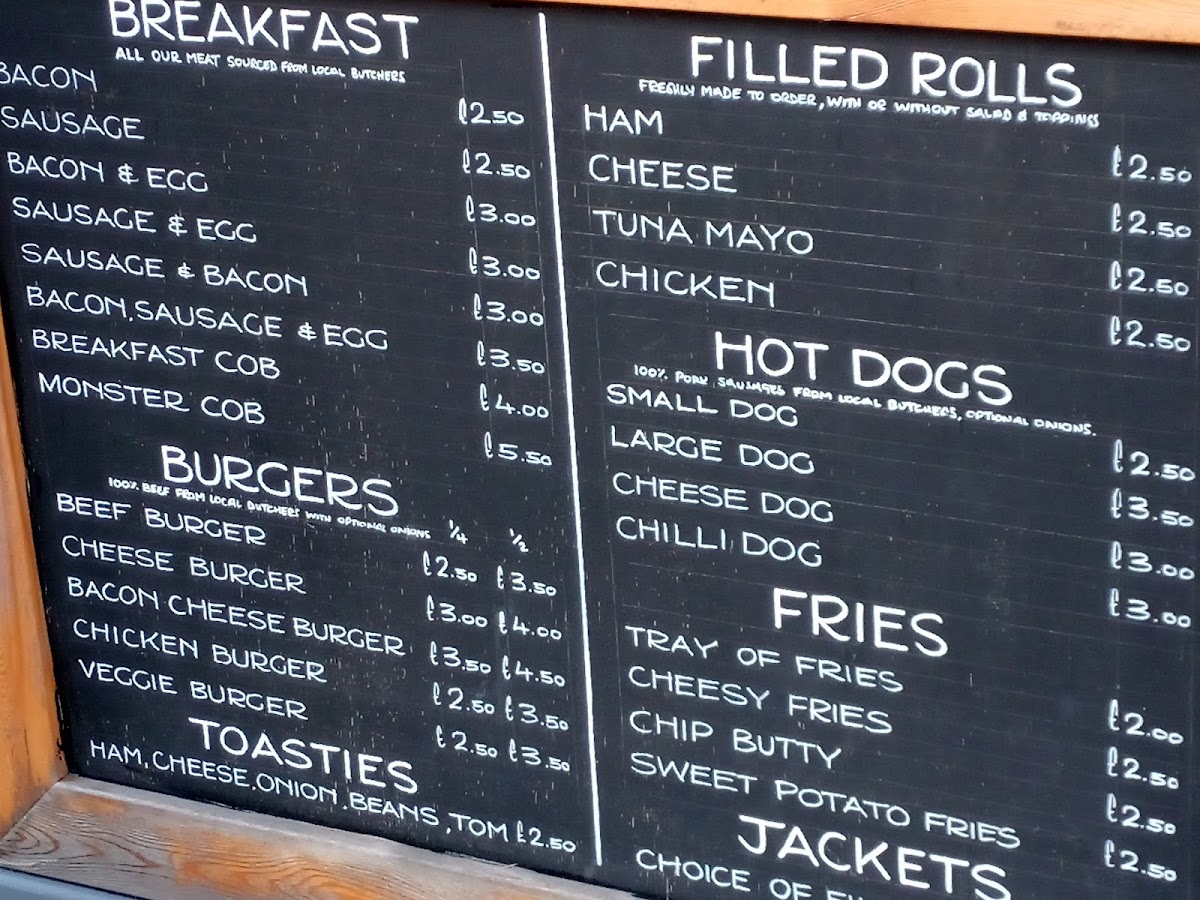 BREAKFAST
ALL OUR MEAT SOURCED FROM LOCAL BUTCHERS
BACON £2.50
SAUSAGE £2.50
BACON & EGG £3.00
SAUSAGE & EGG £3.00
SAUSAGE & BACON £3.00
BACON, SAUSAGE & EGG £3.50
BREAKFAST COB £4.00
MONSTER COB £5.50
BURGERS
100% BEEF FROM LOCAL BUTCHERS WITH OPTIONAL ONIONS 1/4 1/2
BEEF BURGER £2.50 £3.50
CHEESE BURGER £3.00 £4.00
BACON CHEESE BURGER £3.50 £4.50
CHICKEN BURGER £2.50 £3.50
VEGGIE BURGER £2.50 £3.50
TOASTIES
HAM, CHEESE, ONION, BEANS, TOM £2.50
FILLED ROLLS
FRESHLY MADE TO ORDER, WITH OR WITHOUT SALAD & TOPPINGS
HAM £2.50
CHEESE £2.50
TUNA MAYO £2.50
CHICKEN £2.50
HOT DOGS
100% PORK SAUSAGES FROM LOCAL BUTCHERS, OPTIONAL ONIONS.
SMALL DOG £2.50
LARGE DOG £3.50
CHEESE DOG £3.00
CHILLI DOG £3.00
FRIES
TRAY OF FRIES £2.00
CHEESY FRIES £2.50
CHIP BUTTY £2.50
SWEET POTATO FRIES £2.50
JACKETS
CHOICE OF